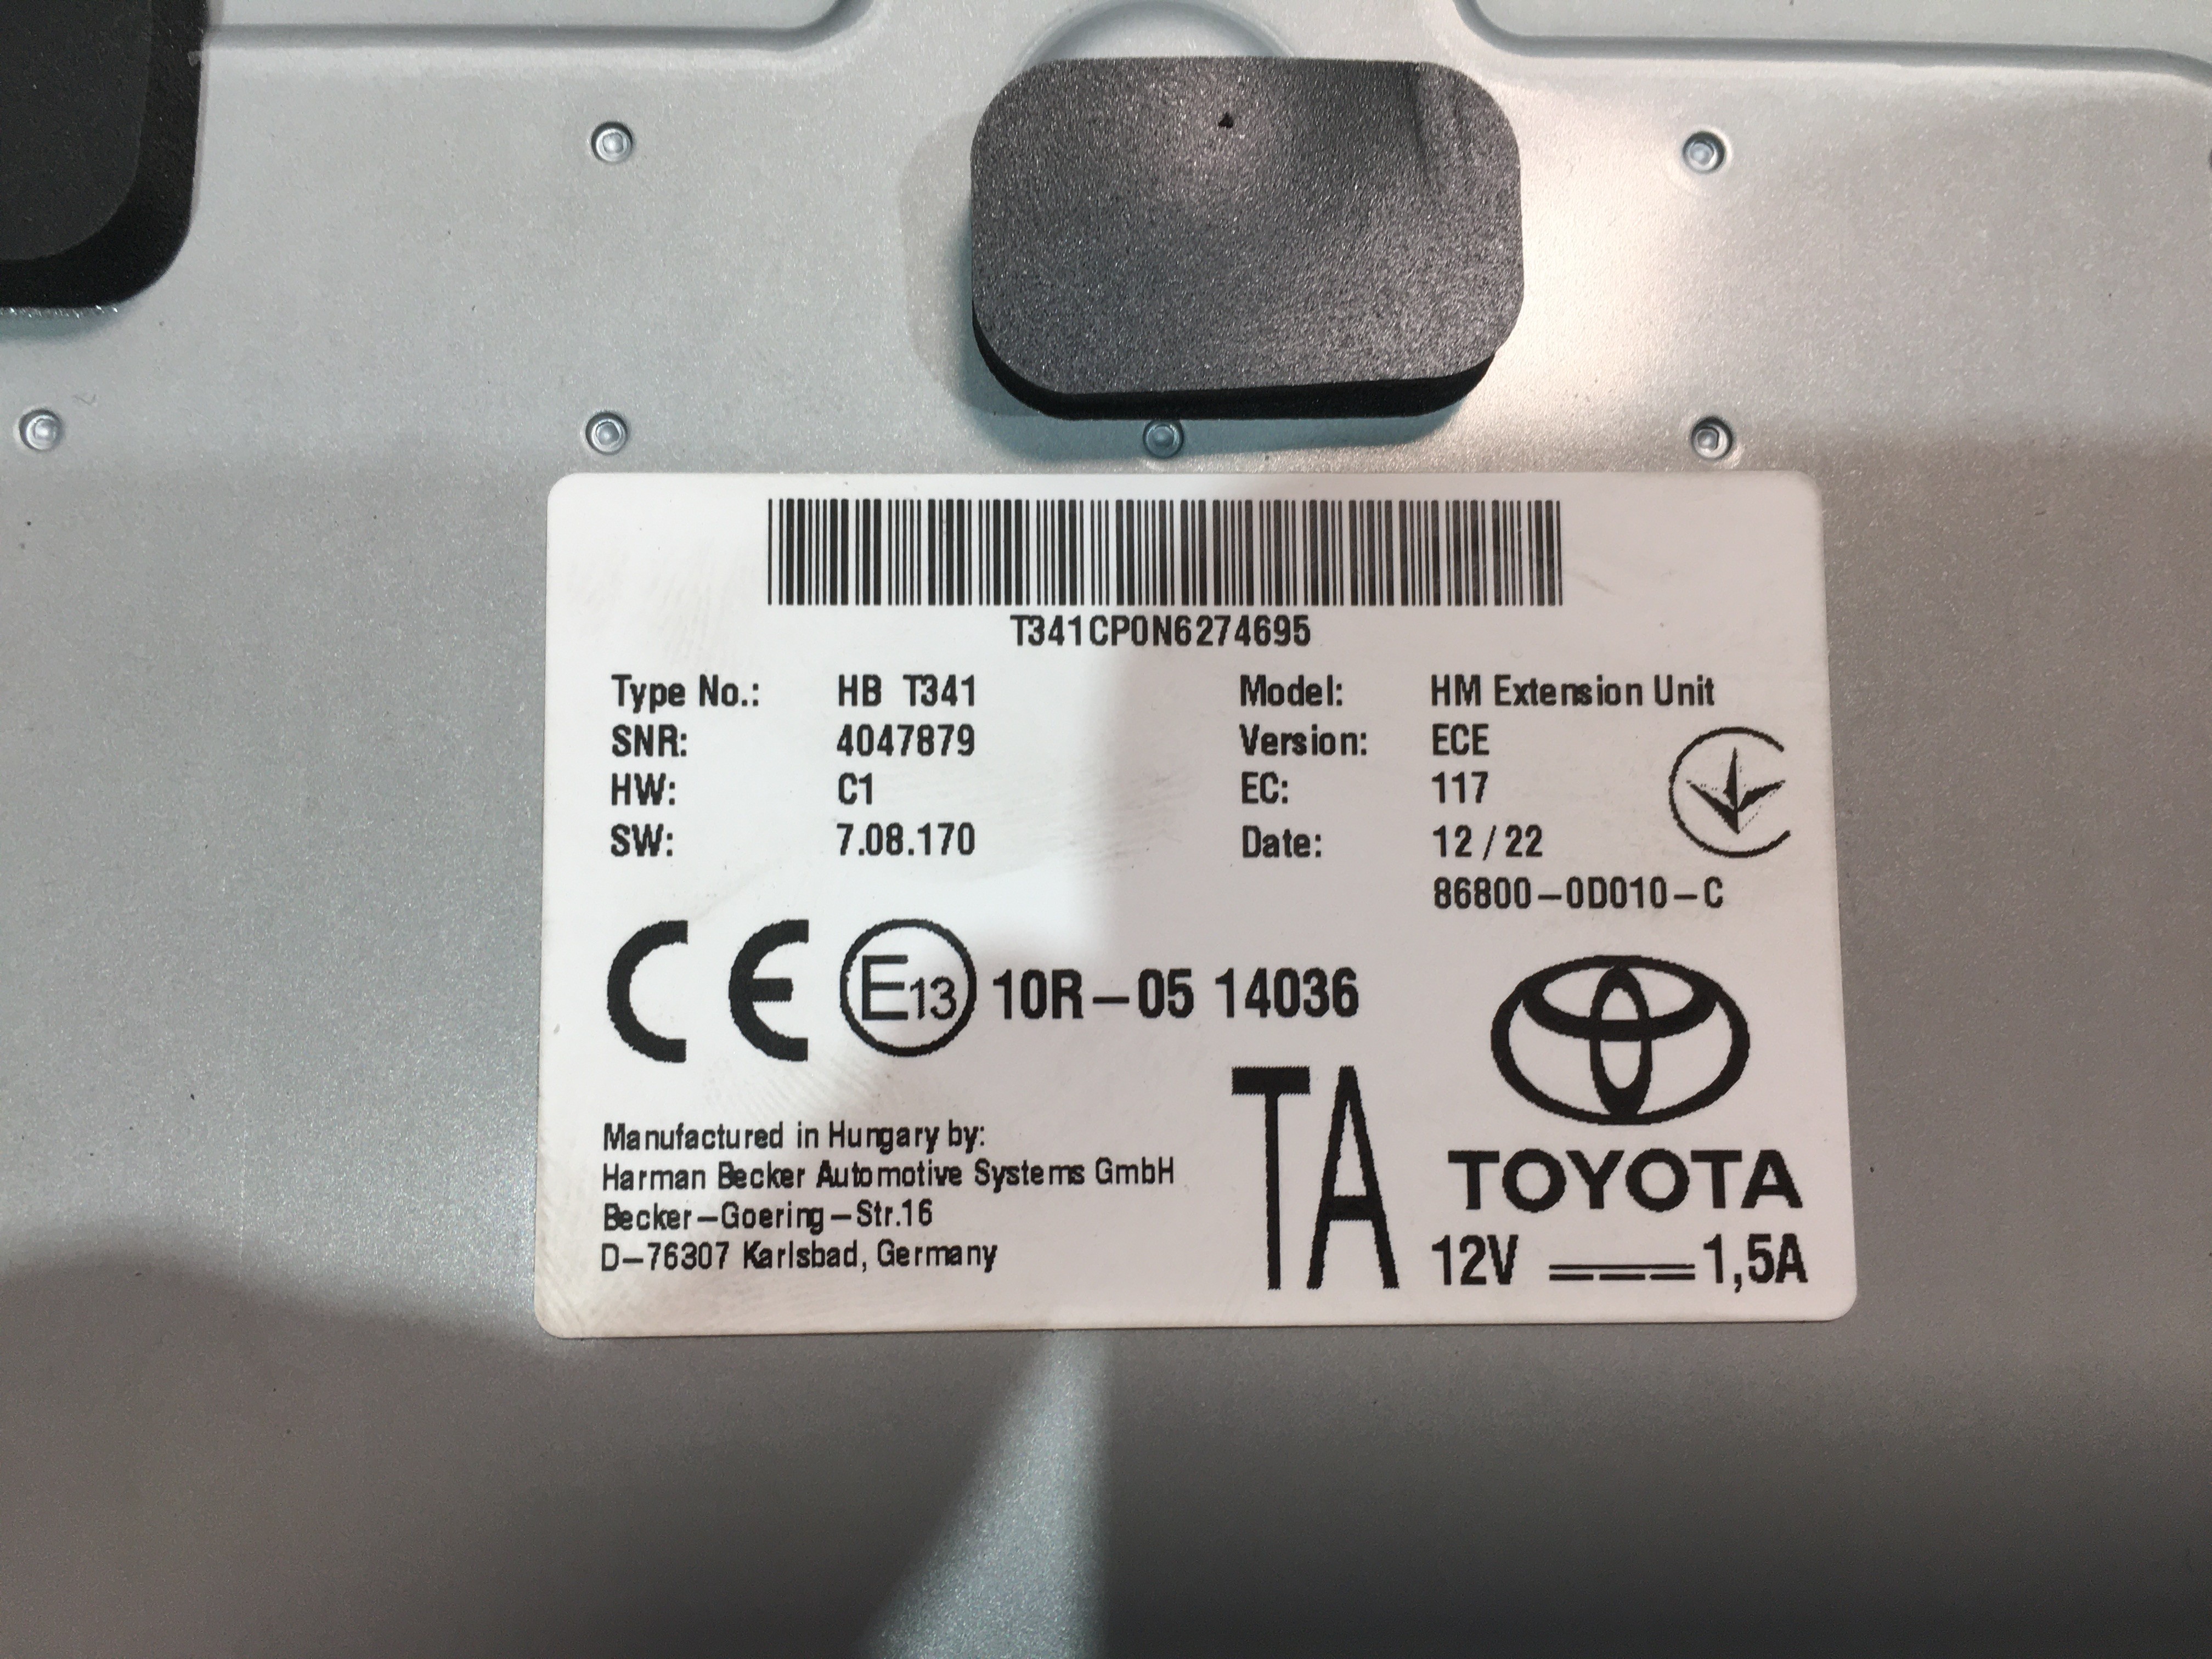 T341CP0N6274695
Type No.: HB T341
SNR: 4047879
HW: C1
SW: 7.08.170
Model: HM Extension Unit
Version: ECE
EC: 117
Date: 12 / 22
86800-0D010-C
CE E13 10R-05 14036
Manufactured in Hungary by:
Harman Becker Automotive Systems GmbH
Becker-Goering-Str.16
D-76307 Karlsbad, Germany
TA
TOYOTA
12V 1,5A